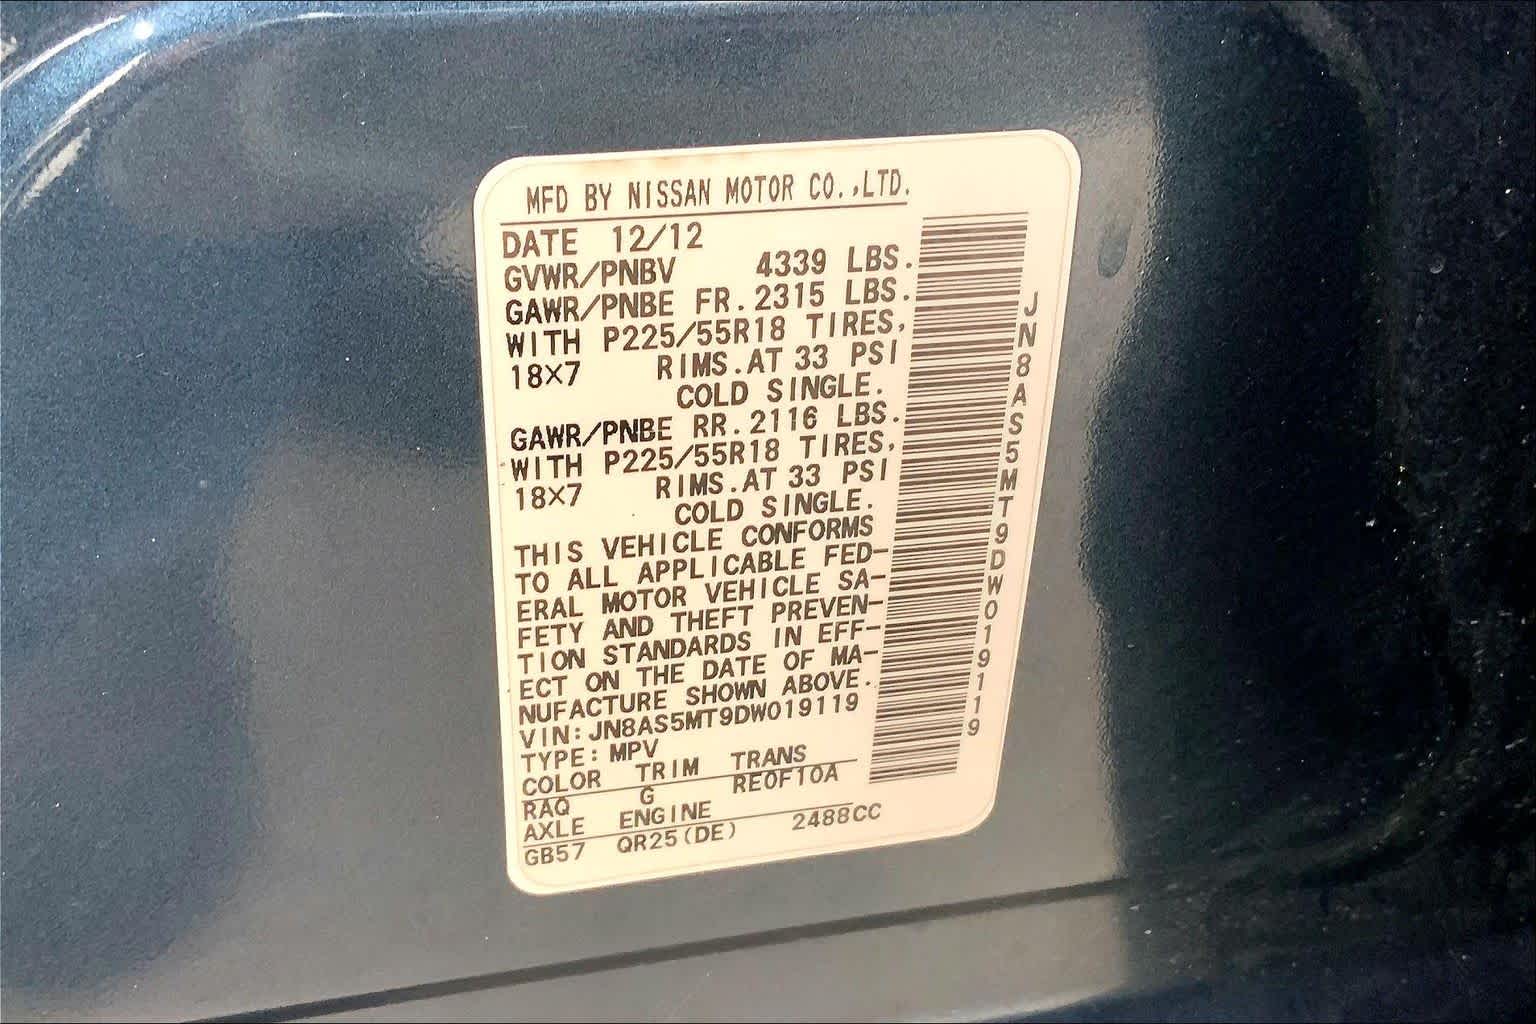 MFD BY NISSAN MOTOR CO.,LTD.
DATE 12/12
GVWR/PNBV 4339 LBS.
GAWR/PNBE FR. 2315 LBS.
WITH P225/55R18 TIRES,
18×7 RIMS. AT 33 PSI
COLD SINGLE.
GAWR/PNBE RR. 2116 LBS.
WITH P225/55R18 TIRES,
18×7 RIMS. AT 33 PSI
COLD SINGLE.
THIS VEHICLE CONFORMS
TO ALL APPLICABLE FED-
ERAL MOTOR VEHICLE SA-
FETY AND THEFT PREVEN-
TION STANDARDS IN EFF-
ECT ON THE DATE OF MA-
NUFACTURE SHOWN ABOVE.
VIN: JN8AS5MT9DW019119
TYPE: MPV
COLOR TRIM TRANS
RAQ G RE0F10A
AXLE ENGINE
GB57 QR25(DE) 2488CC
JN8AS5MT9DW019119